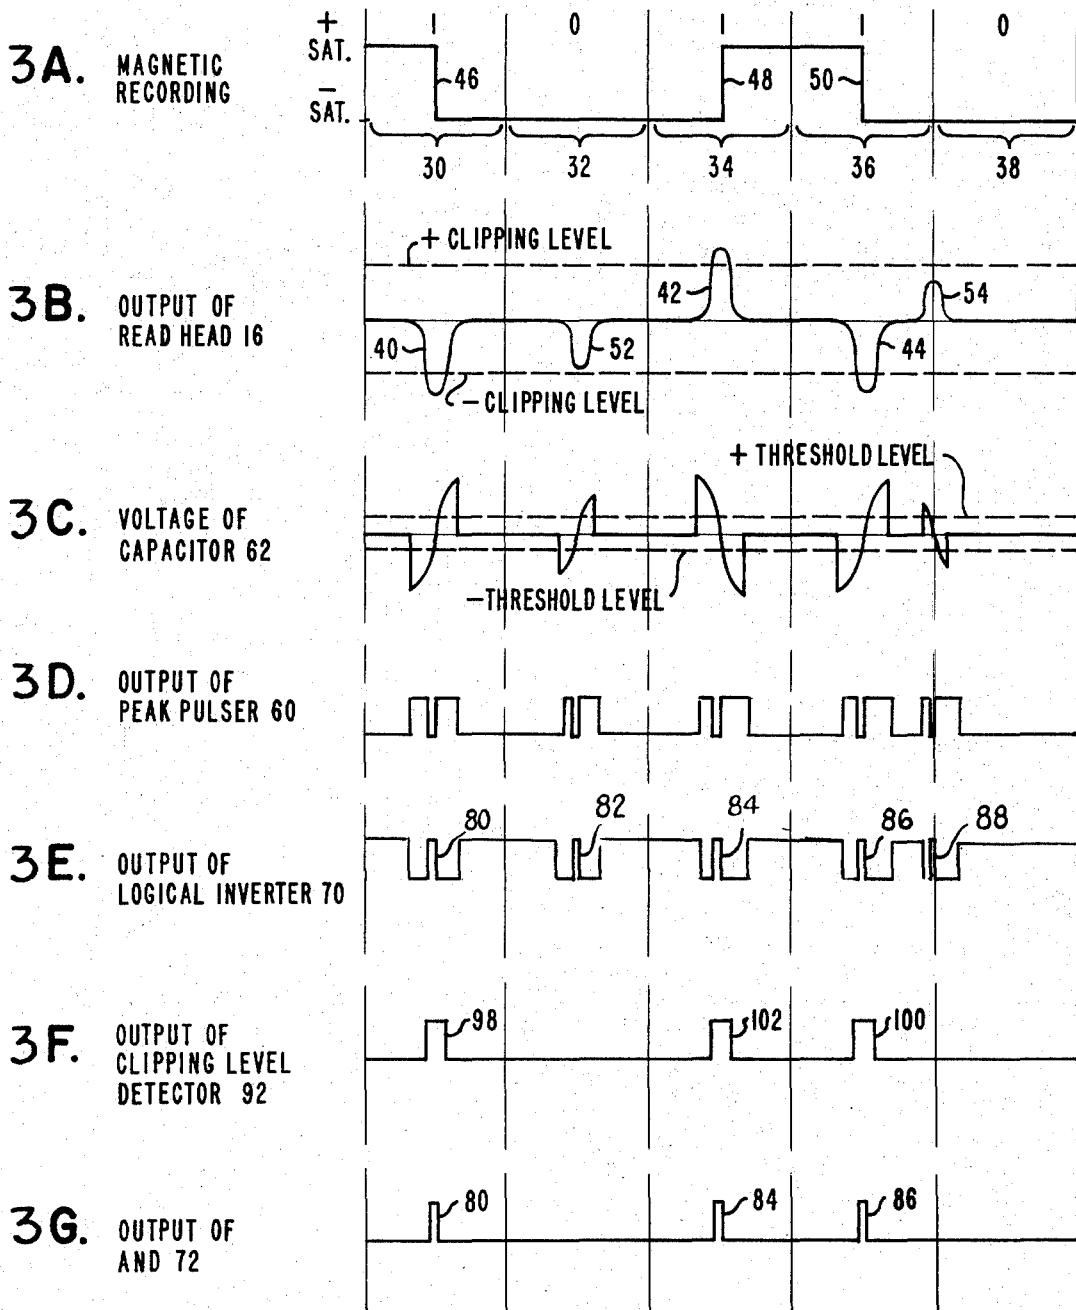 + | 0 | | 0
3A. MAGNETIC RECORDING
SAT.
−
SAT.
46
48
50
30 32 34 36 38
+ CLIPPING LEVEL
3B. OUTPUT OF READ HEAD 16
42
54
40
52
44
− CLIPPING LEVEL
+ THRESHOLD LEVEL
3C. VOLTAGE OF CAPACITOR 62
− THRESHOLD LEVEL
3D. OUTPUT OF PEAK PULSER 60
80 82 84 86 88
3E. OUTPUT OF LOGICAL INVERTER 70
98 102 100
3F. OUTPUT OF CLIPPING LEVEL DETECTOR 92
80 84 86
3G. OUTPUT OF AND 72